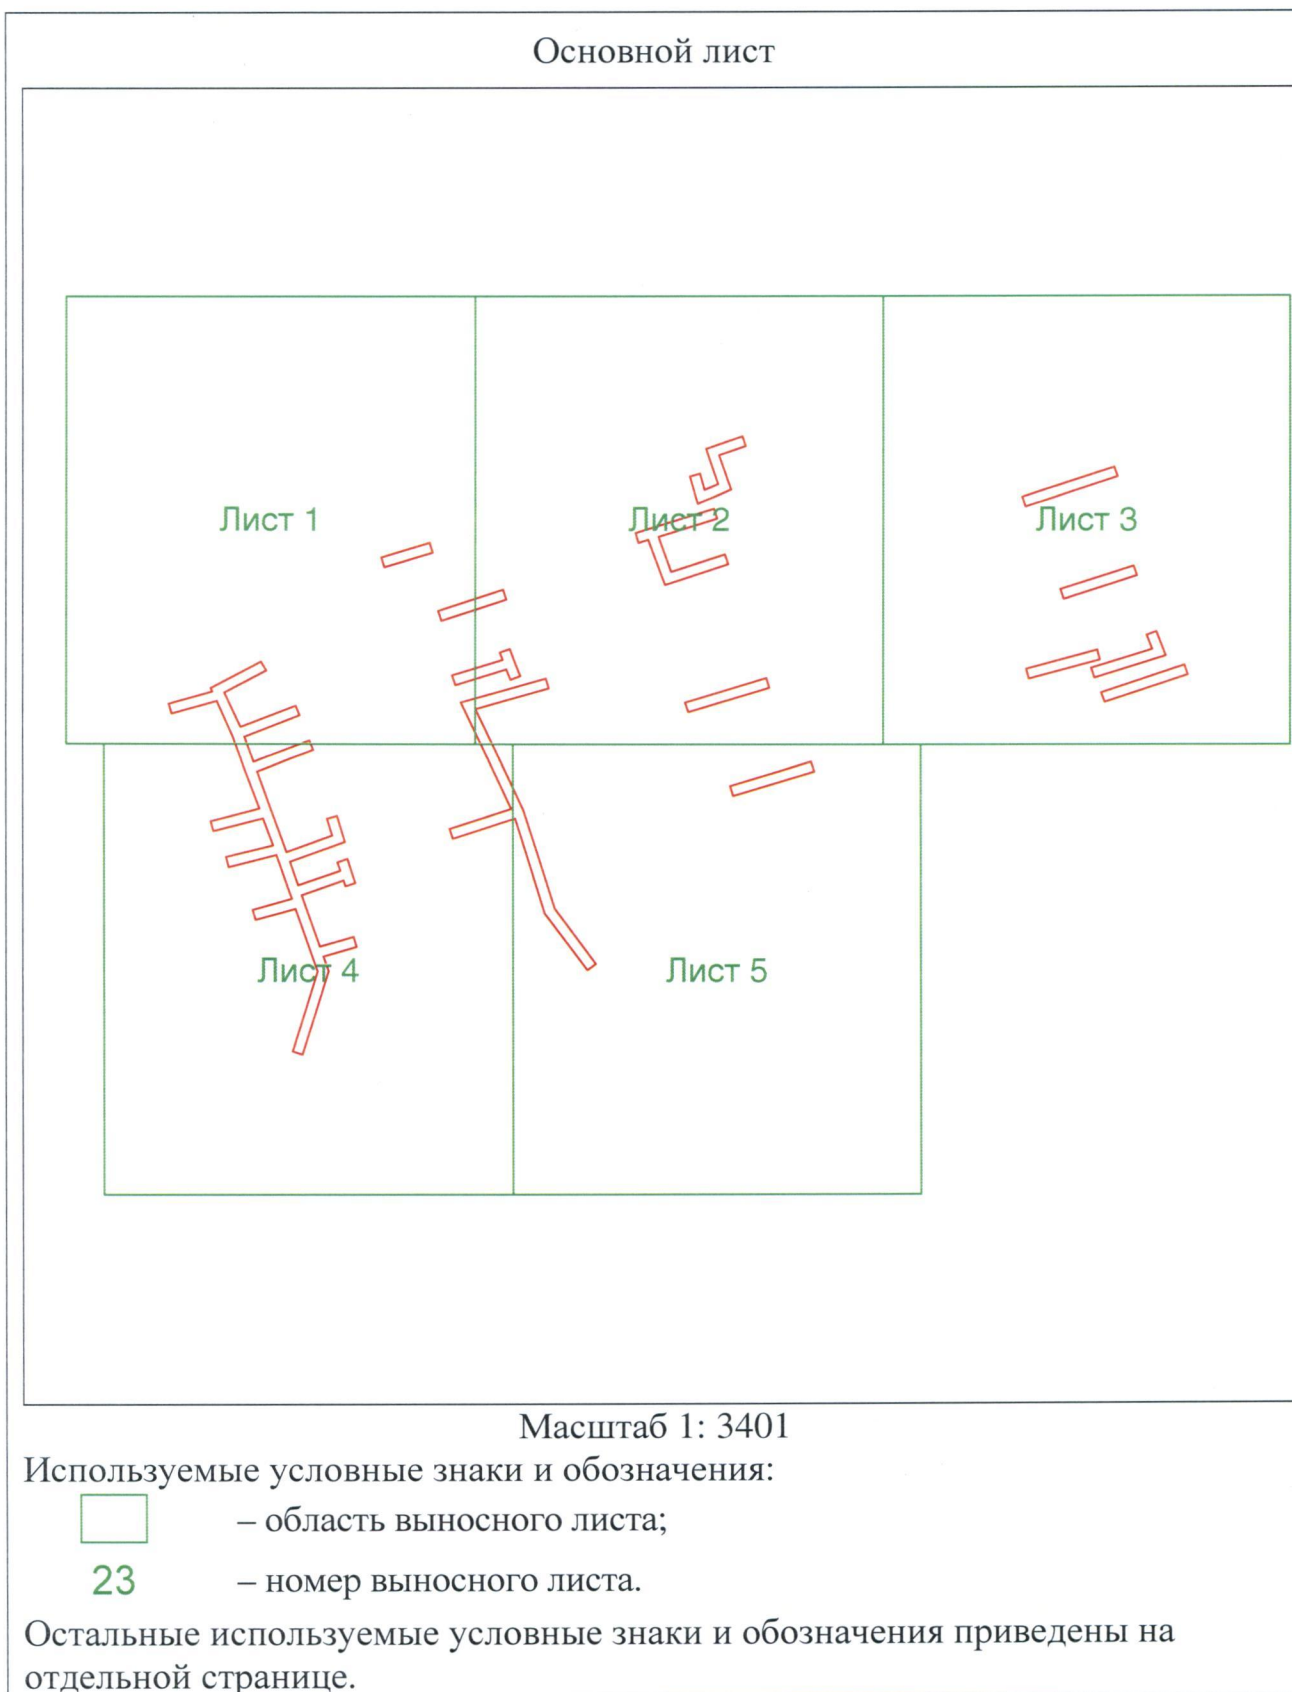 Основной лист
Лист 1
Лист 2
Лист 3
Лист 4
Лист 5
Масштаб 1: 3401
Используемые условные знаки и обозначения:
– область выносного листа;
23 – номер выносного листа.
Остальные используемые условные знаки и обозначения приведены на
отдельной странице.